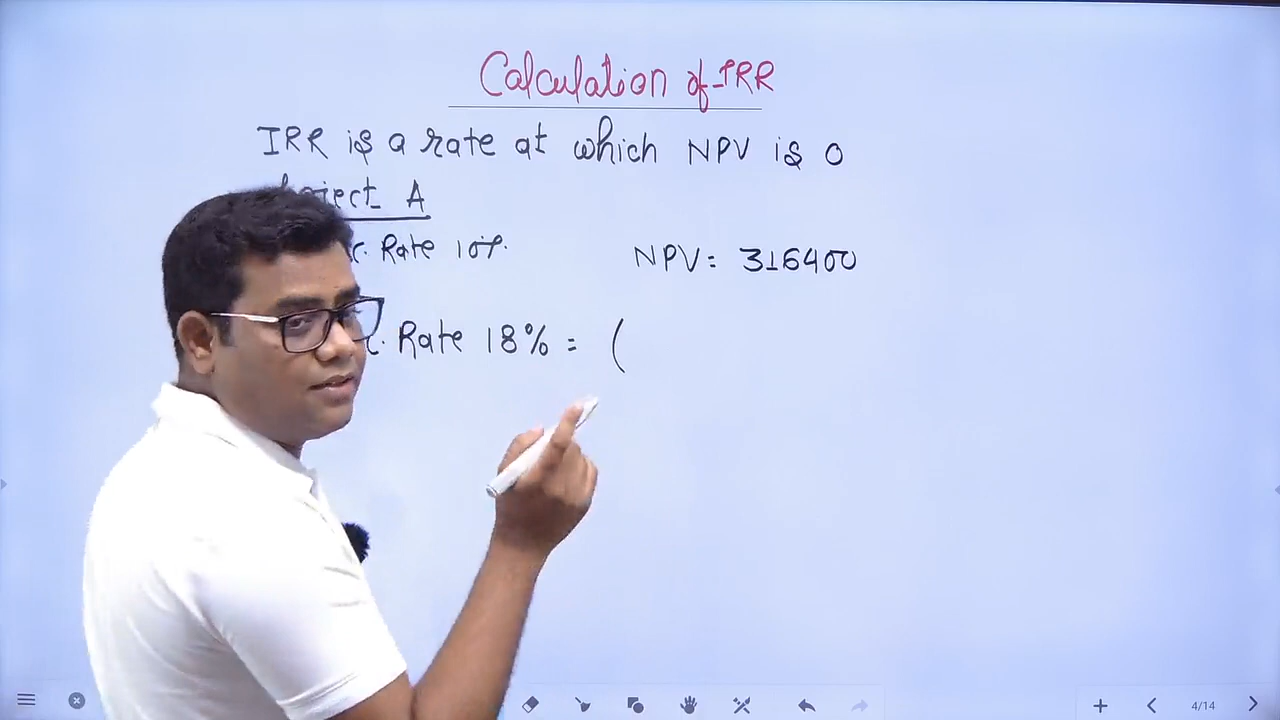 Calculation of IRR
IRR is a rate at which NPV is 0
A
Rate 10%. NPV: 316400
Rate 18% = (
4/14